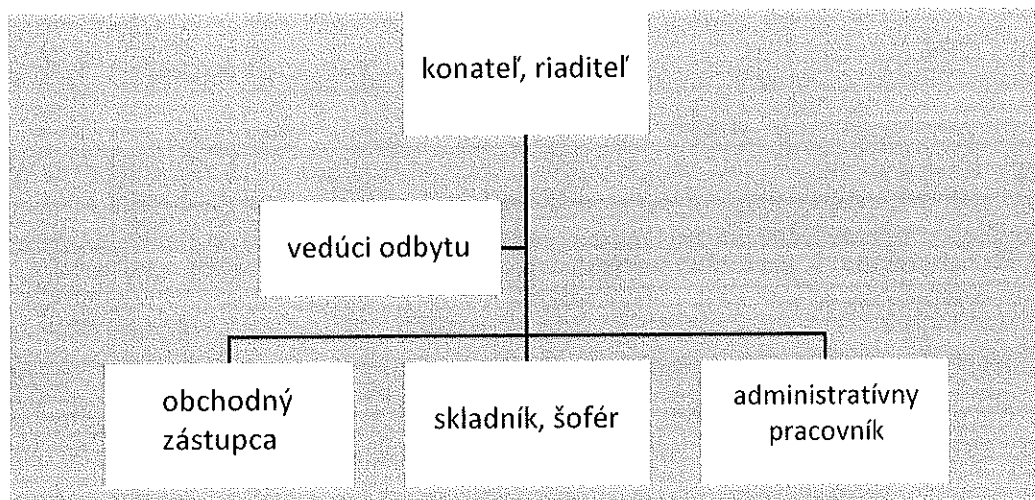 konateľ, riaditeľ
vedúci odbytu
obchodný
zástupca
skladník, šofér
administratívny
pracovník